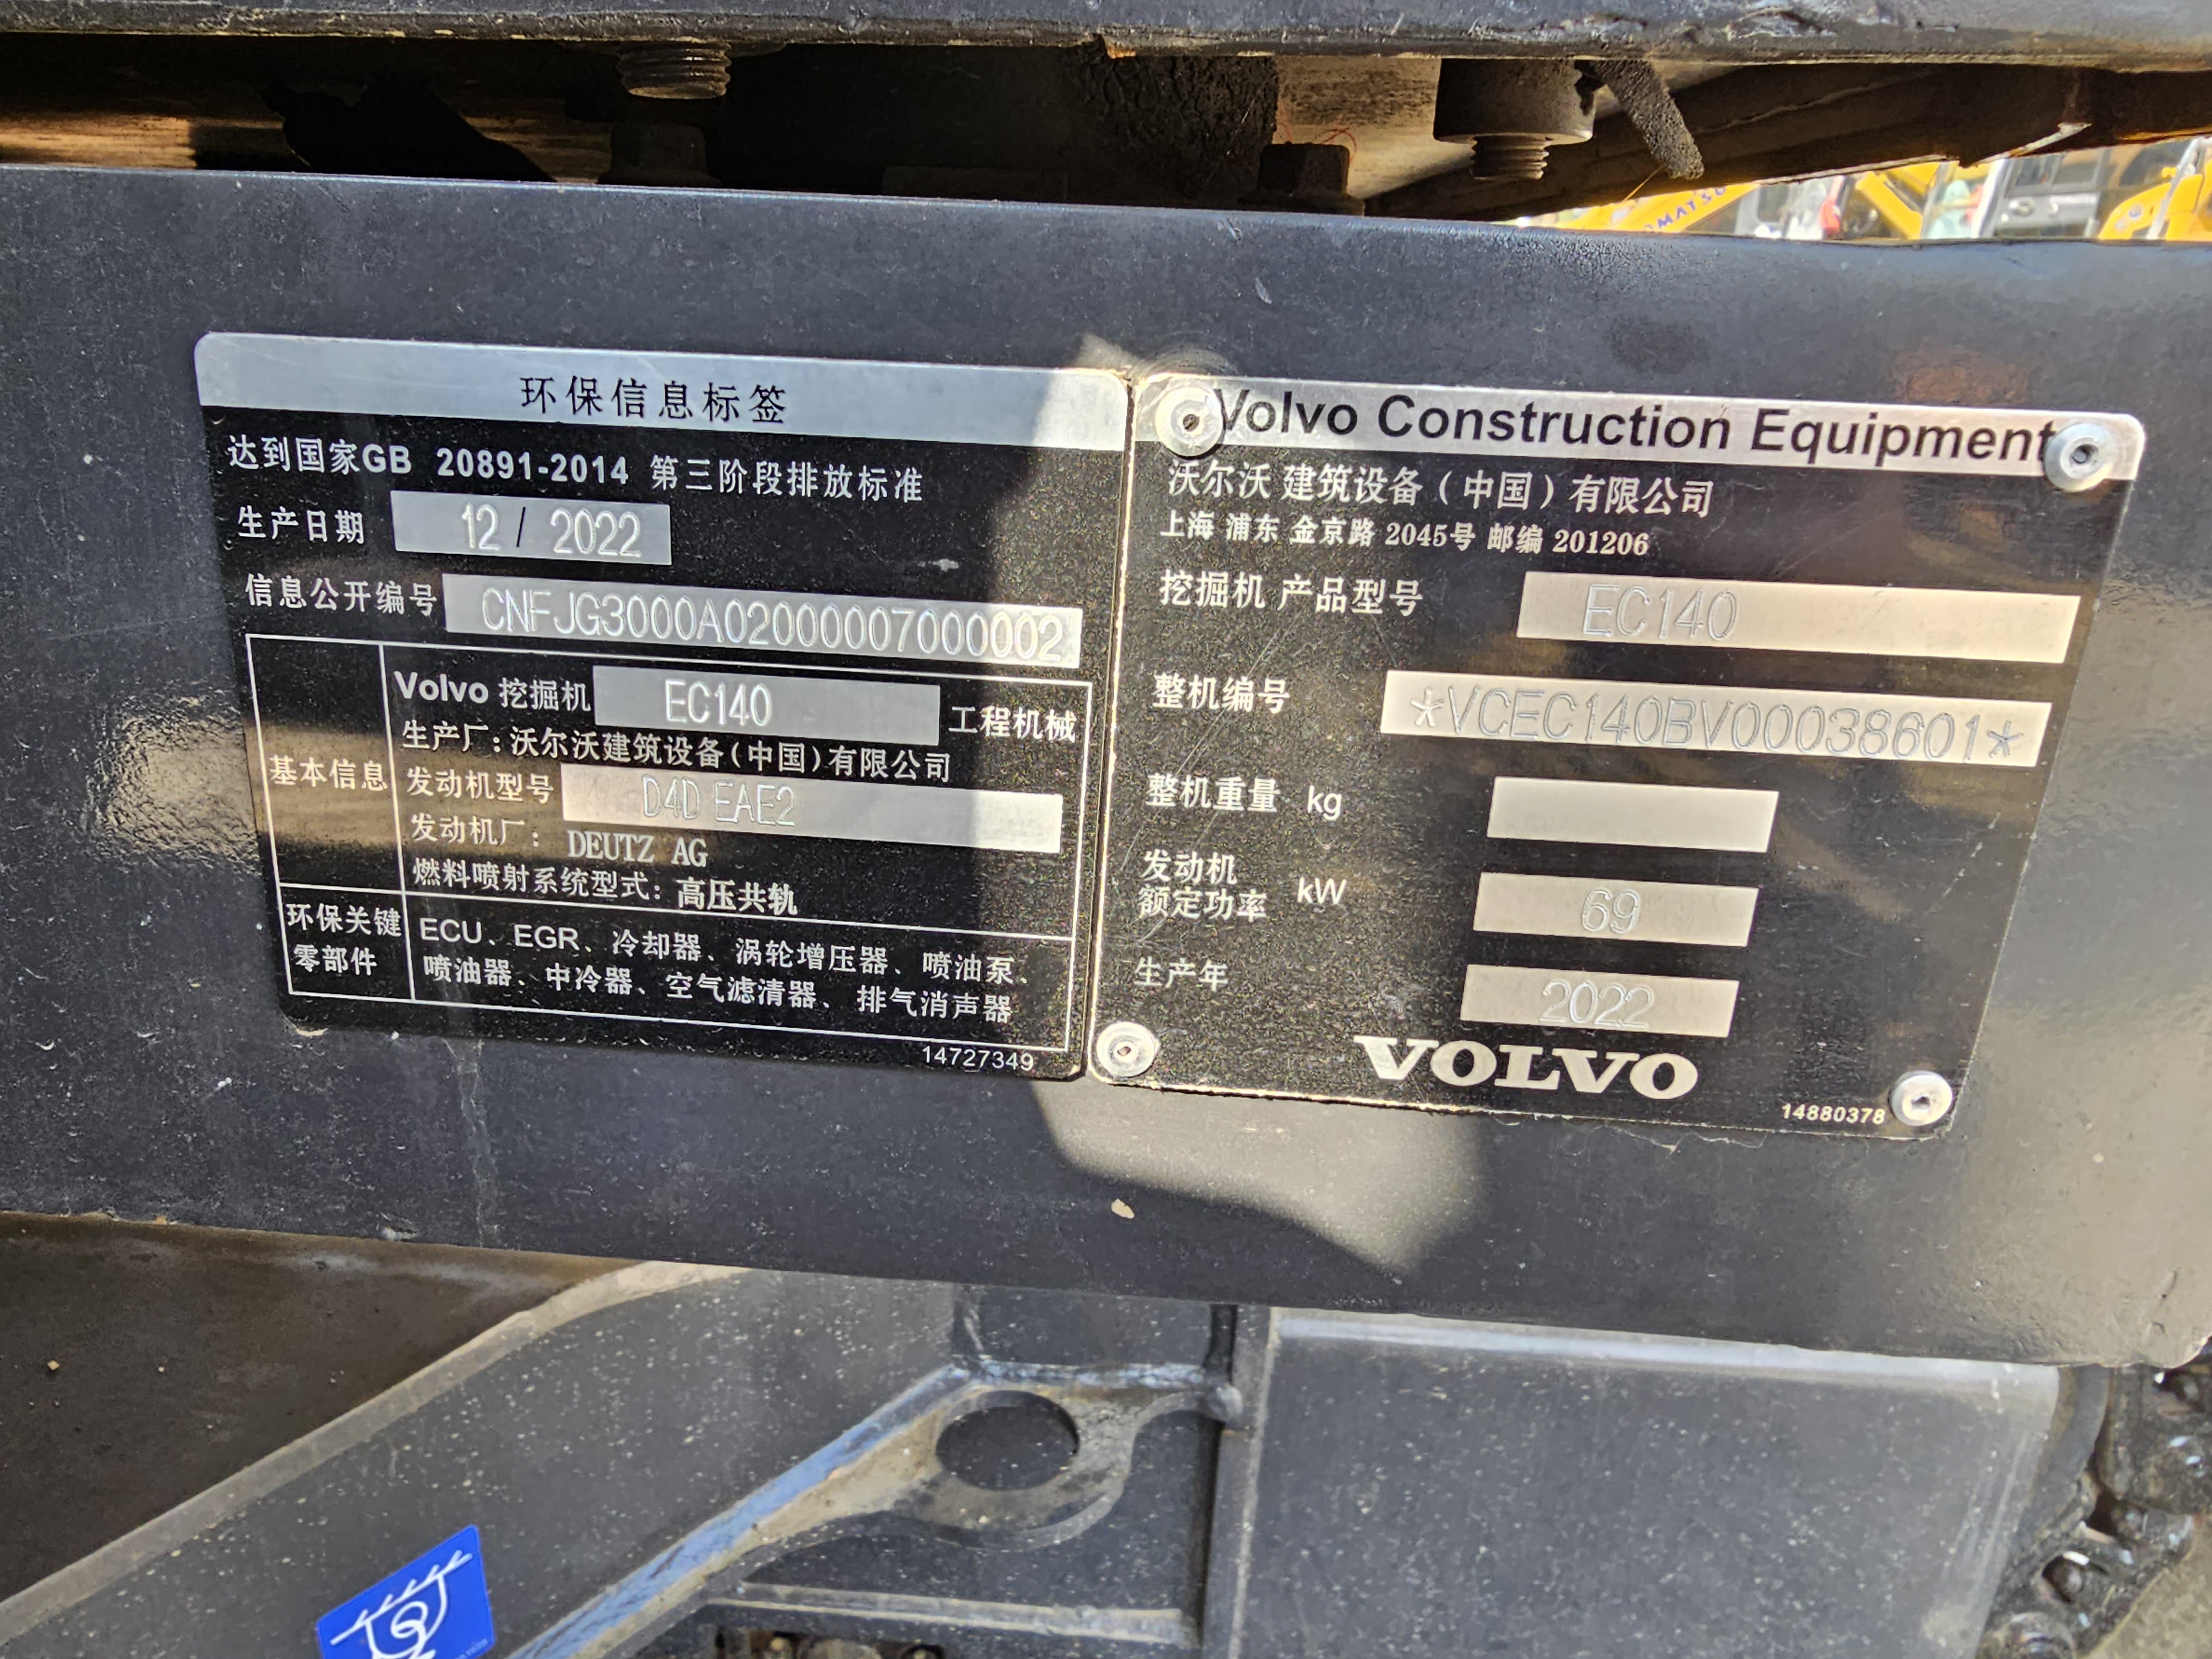 环保信息标签
达到国家GB 20891-2014 第三阶段排放标准
生产日期 12 / 2022
信息公开编号 CNFJG3000A02000007000002
基本信息
Volvo 挖掘机 EC140 工程机械
生产厂：沃尔沃建筑设备(中国)有限公司
发动机型号 D4D EAE2
发动机厂： DEUTZ AG
燃料喷射系统型式：高压共轨
环保关键
零部件
ECU、EGR、冷却器、涡轮增压器、喷油泵、
喷油器、中冷器、空气滤清器、排气消声器
14727349
Volvo Construction Equipment
沃尔沃 建筑设备（中国）有限公司
上海 浦东 金京路 2045号 邮编 201206
挖掘机 产品型号 EC140
整机编号 *VCEC140BV00038601*
整机重量 kg
发动机
额定功率 kW 69
生产年 2022
VOLVO
14880378